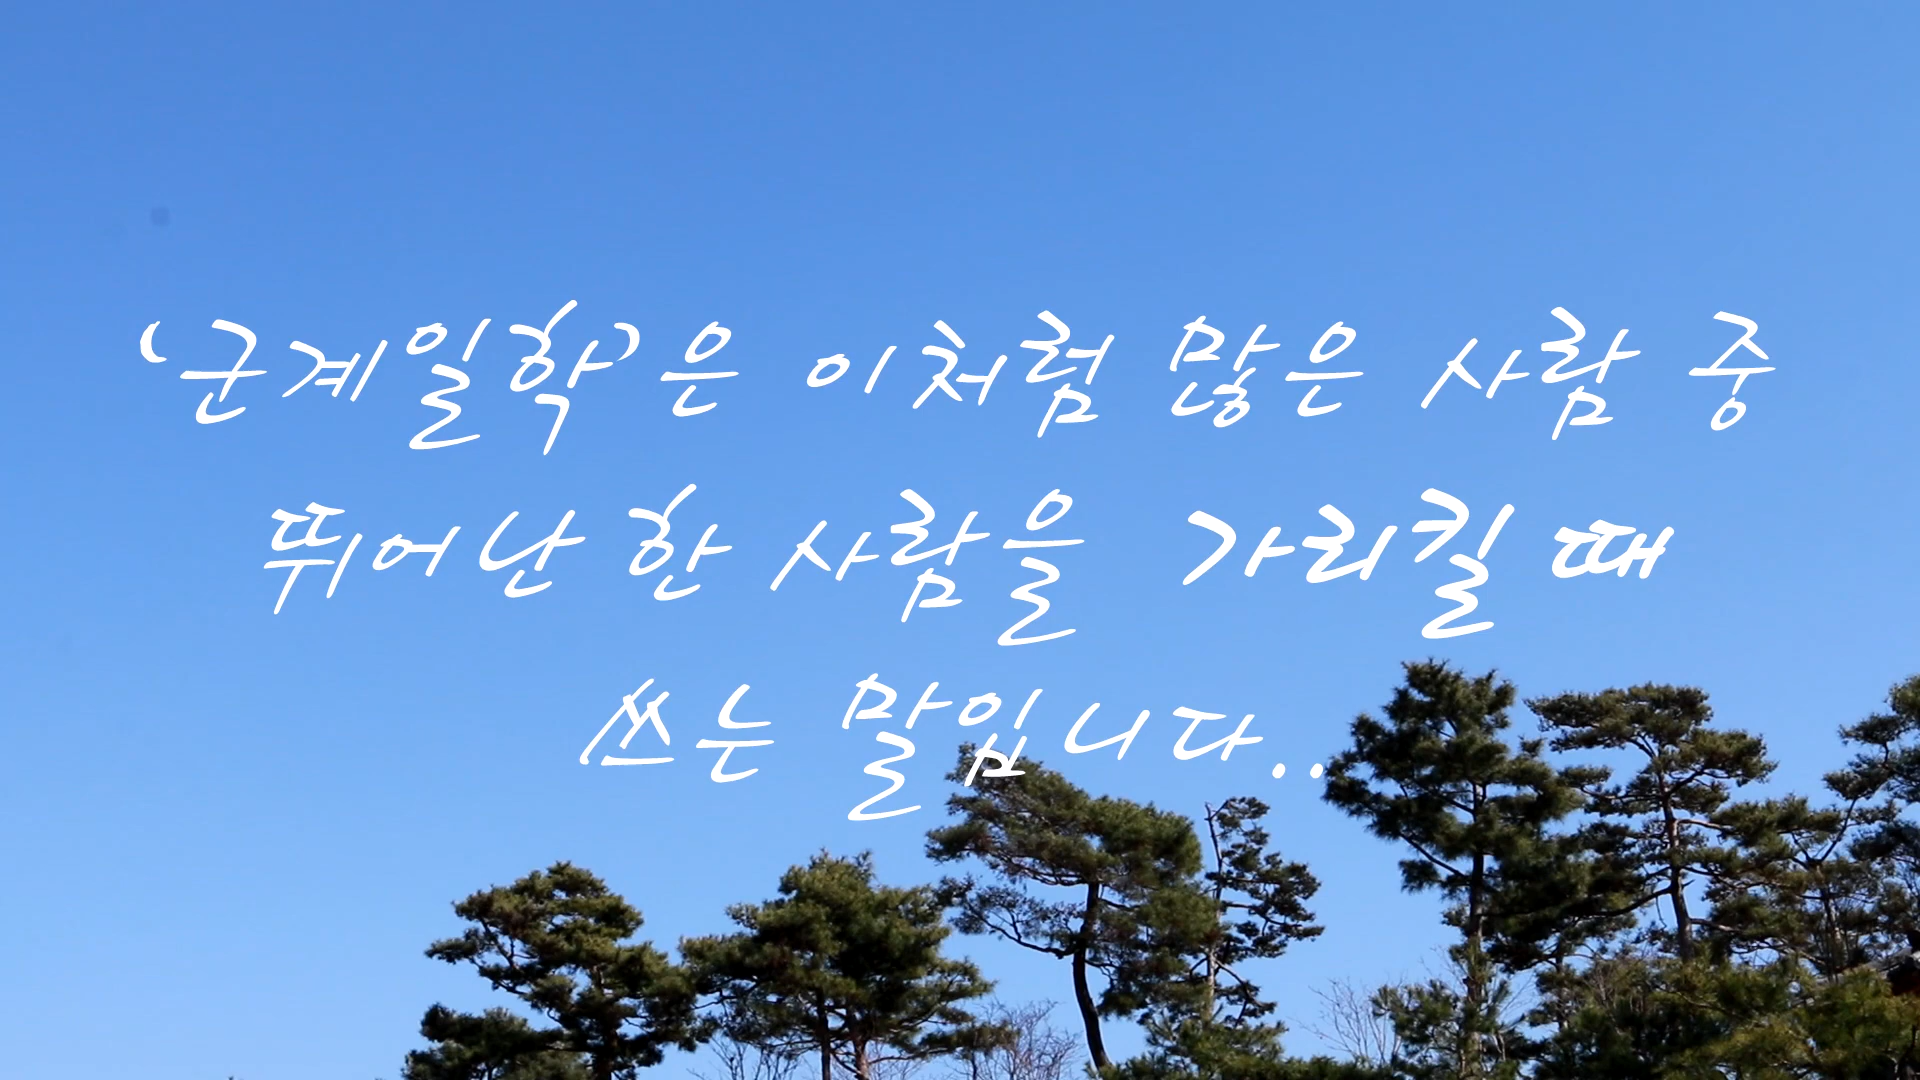 ‘군계일학’은 이처럼 많은 사람 중
뛰어난 한 사람을 가리킬 때
쓰는 말입니다..